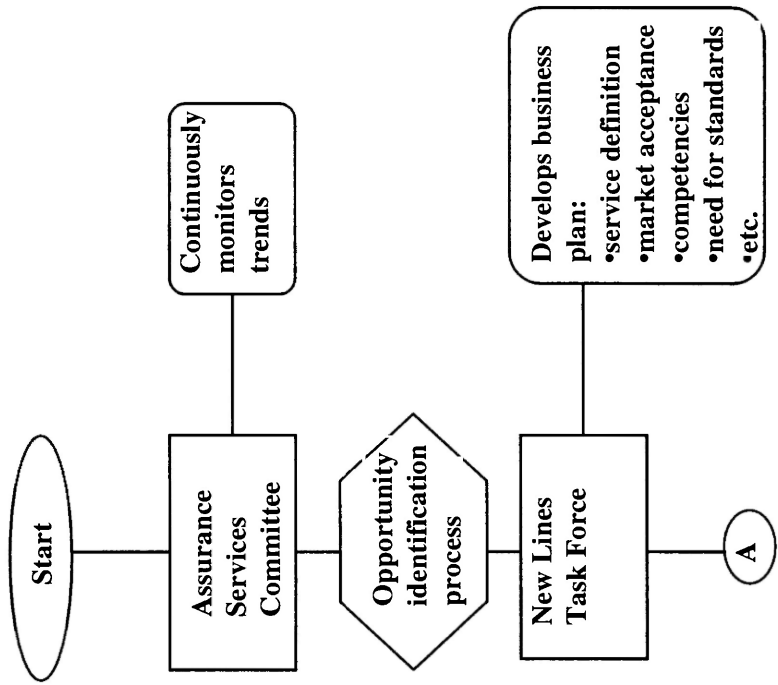 Start
Assurance
Services
Committee
Continuously
monitors
trends
Opportunity
identification
process
New Lines
Task Force
Develops business
plan:
•service definition
•market acceptance
•competencies
•need for standards
•etc.
A